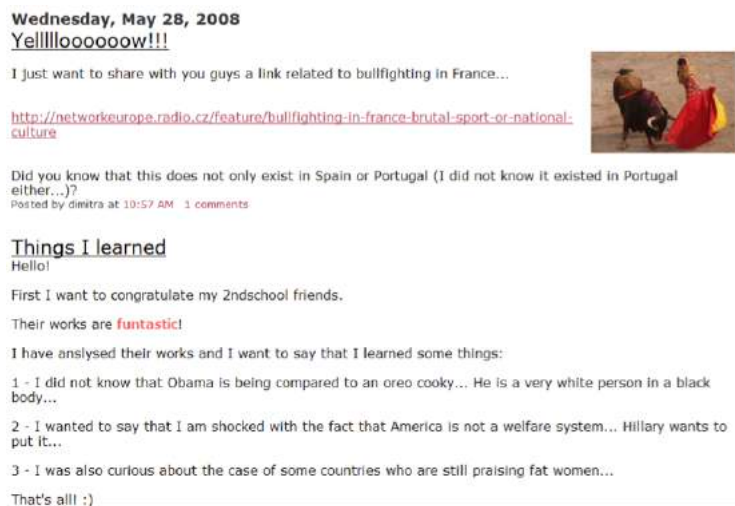 Wednesday, May 28, 2008
Yellllloooooow!!!
I just want to share with you guys a link related to bullfighting in France...
http://networkeurope.radio.cz/feature/bullfighting-in-france-brutal-sport-or-national-
culture
Did you know that this does not only exist in Spain or Portugal (I did not know it existed in Portugal
either...)?
Posted by dimitra at 10:57 AM 1 comments
Things I learned
Hello!
First I want to congratulate my 2ndschool friends.
Their works are funtastic!
I have anslysed their works and I want to say that I learned some things:
1 - I did not know that Obama is being compared to an oreo cooky... He is a very white person in a black
body...
2 - I wanted to say that I am shocked with the fact that America is not a welfare system... Hillary wants to
put it...
3 - I was also curious about the case of some countries who are still praising fat women...
That's all! :)